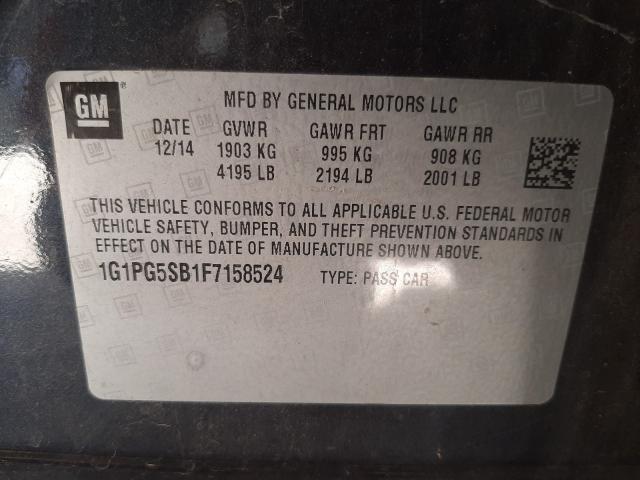 GM
MFD BY GENERAL MOTORS LLC
DATE GVWR GAWR FRT GAWR RR
12/14 1903 KG 995 KG 908 KG
4195 LB 2194 LB 2001 LB
THIS VEHICLE CONFORMS TO ALL APPLICABLE U.S. FEDERAL MOTOR
VEHICLE SAFETY, BUMPER, AND THEFT PREVENTION STANDARDS IN
EFFECT ON THE DATE OF MANUFACTURE SHOWN ABOVE.
1G1PG5SB1F7158524 TYPE: PASS CAR